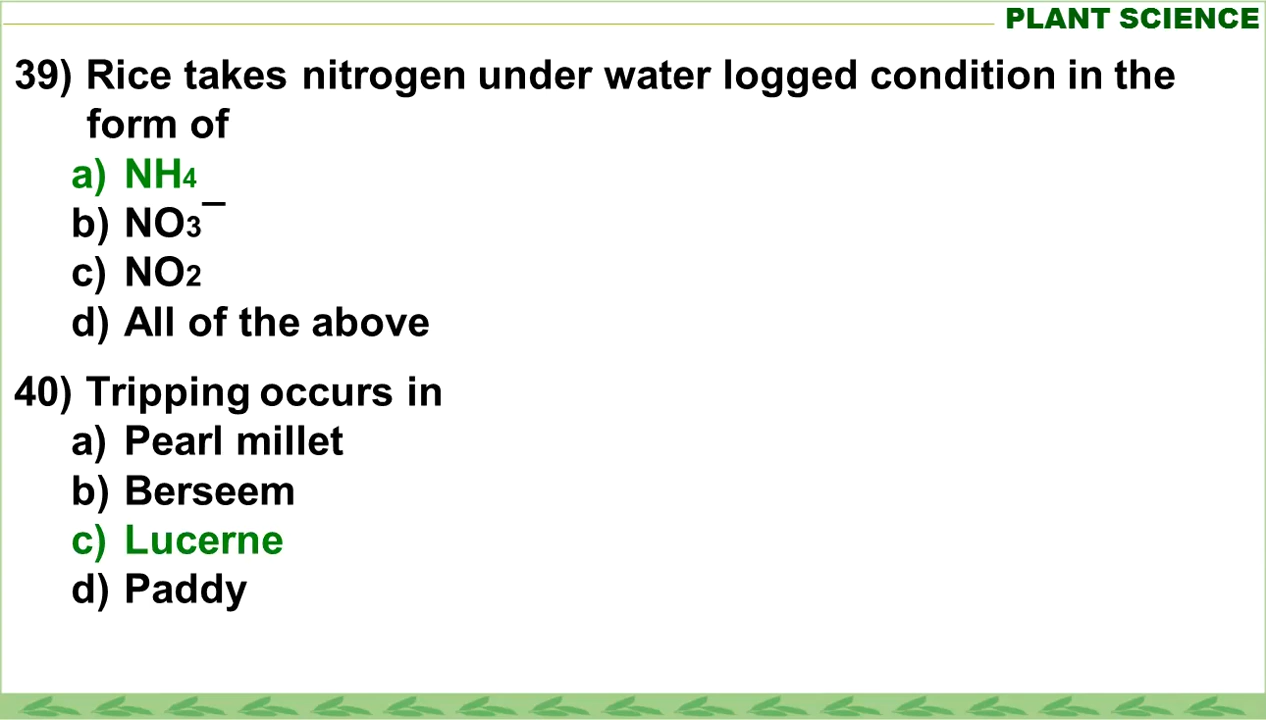 PLANT SCIENCE
39) Rice takes nitrogen under water logged condition in the
form of
a) NH4
b) NO3¯
c) NO2
d) All of the above
40) Tripping occurs in
a) Pearl millet
b) Berseem
c) Lucerne
d) Paddy